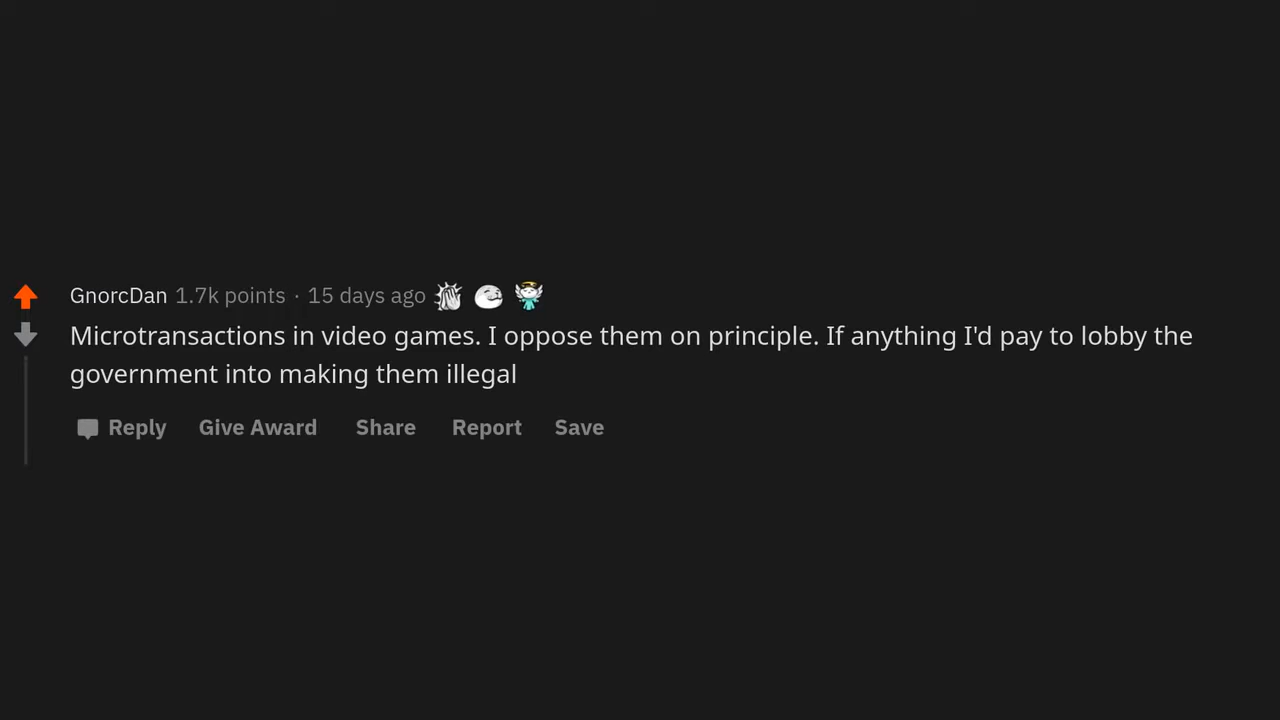 GnorcDan 1.7k points · 15 days ago
Microtransactions in video games. I oppose them on principle. If anything I'd pay to lobby the
government into making them illegal
Reply Give Award Share Report Save